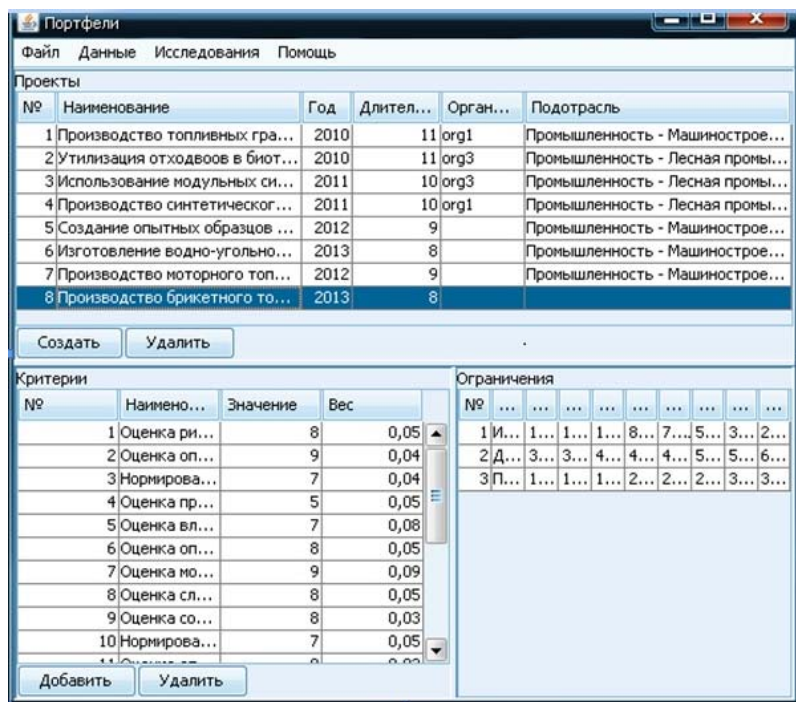 Портфели
Файл Данные Исследования Помощь
Проекты
№ Наименование Год Длител... Орган... Подотрасль
1 Производство топливных гра... 2010 11 org1 Промышленность - Машинострое...
2 Утилизация отходвоов в биот... 2010 11 org3 Промышленность - Лесная промы...
3 Использование модульных си... 2011 10 org3 Промышленность - Лесная промы...
4 Производство синтетическог... 2011 10 org1 Промышленность - Лесная промы...
5 Создание опытных образцов ... 2012 9 Промышленность - Машинострое...
6 Изготовление водно-угольно... 2013 8 Промышленность - Машинострое...
7 Производство моторного топ... 2012 9 Промышленность - Машинострое...
8 Производство брикетного то... 2013 8
Создать Удалить
Критерии
№ Наимено... Значение Вес
1 Оценка ри... 8 0,05
2 Оценка оп... 9 0,04
3 Нормирова... 7 0,04
4 Оценка пр... 5 0,05
5 Оценка вл... 7 0,08
6 Оценка оп... 8 0,05
7 Оценка мо... 9 0,09
8 Оценка сл... 8 0,05
9 Оценка со... 8 0,03
10 Нормирова... 7 0,05
Добавить Удалить
Ограничения
№ ... ... ... ... ... ... ... ... ...
1 И... 1... 1... 1... 8... 7... 5... 3... 2...
2 Д... 3... 3... 4... 4... 4... 5... 5... 6...
3 П... 1... 1... 1... 2... 2... 2... 3... 3...